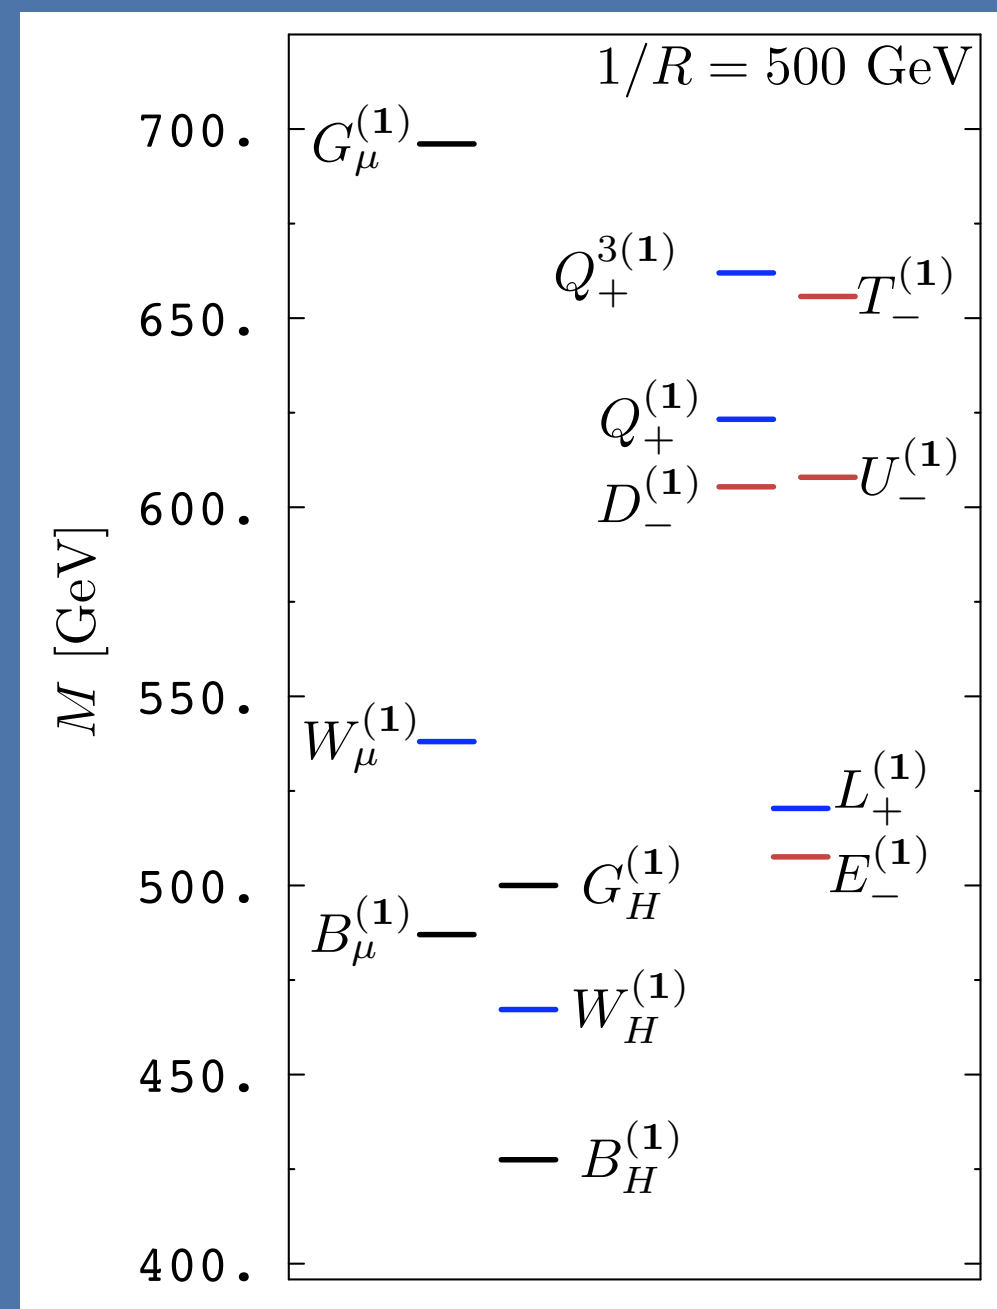 1/R = 500 GeV
700.
G_μ^(1)
Q_+^3(1)
T_-^(1)
650.
Q_+^(1)
U_-^(1)
D_-^(1)
600.
M [GeV]
550.
W_μ^(1)
L_+^(1)
E_-^(1)
500.
G_H^(1)
B_μ^(1)
W_H^(1)
450.
B_H^(1)
400.